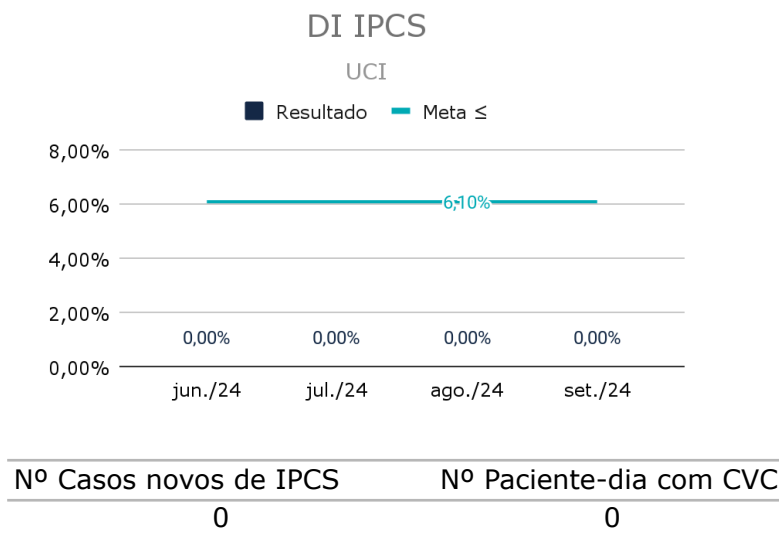 DI IPCS
UCI
Resultado Meta ≤
8,00%
6,00%
6,10%
4,00%
2,00%
0,00% 0,00% 0,00% 0,00%
0,00%
jun./24 jul./24 ago./24 set./24
Nº Casos novos de IPCS Nº Paciente-dia com CVC
0 0